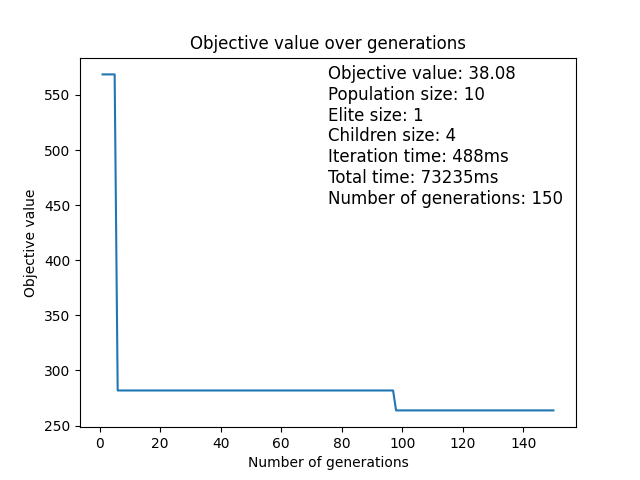 Objective value over generations
Objective value: 38.08
Population size: 10
Elite size: 1
Children size: 4
Iteration time: 488ms
Total time: 73235ms
Number of generations: 150
Objective value
550
500
450
400
350
300
250
0 20 40 60 80 100 120 140
Number of generations